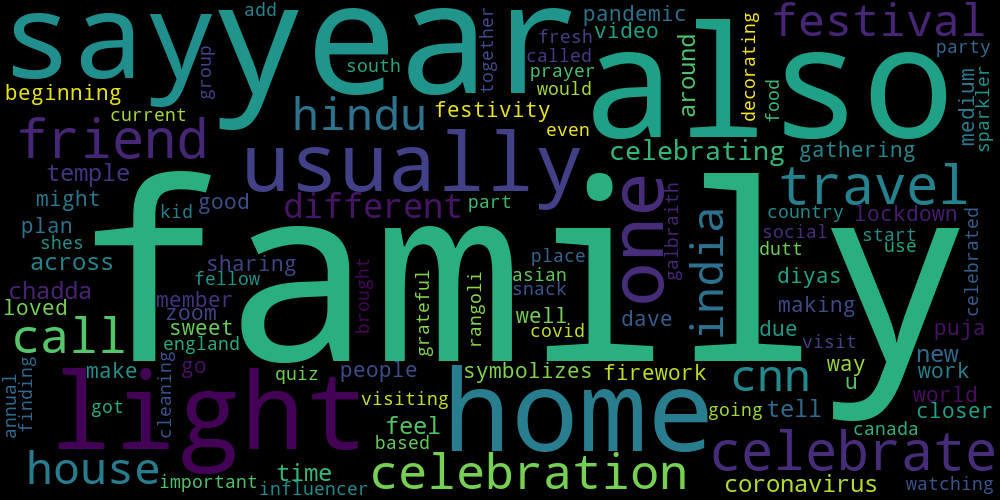 say
year
also
add
group
south
together
fresh
called
prayer
would
pandemic
video
around
decorating
food
festival
party
medium
sparkler
beginning
current
hindu
festivity
even
celebrating
gathering
friend
temple
usually
different
part
travel
might
plan
shes
across
kid
good
sharing
fellow
family
one
india
galbraith
country
social
dutt
lockdown
start
use
celebrated
chadda
loved
member
zoom
sweet
england
call
brought
grateful
rangoli
place
asian
snack
well
covid
dave
due
diyas
making
visit
puja
new
work
world
closer
way
u
make
go
quiz
people
symbolizes
firework
cnn
tell
going
canada
annual
finding
got
cleaning
light
visiting
feel
based
home
celebrate
house
important
time
influencer
celebration
coronavirus
watching